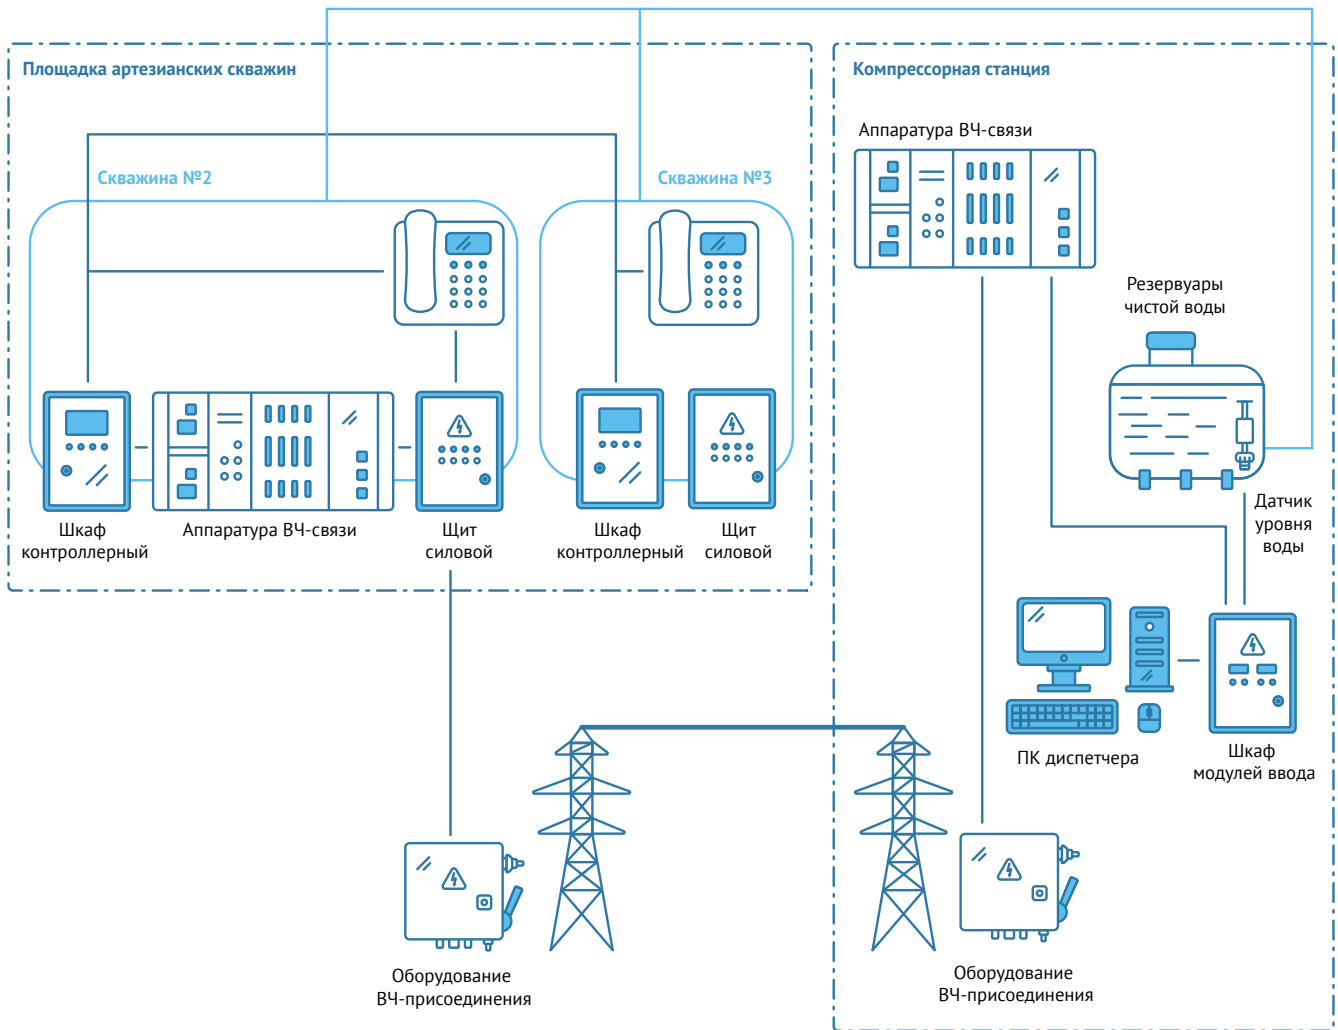 Площадка артезианских скважин
Скважина №2
Скважина №3
Шкаф
контроллерный
Аппаратура ВЧ-связи
Щит
силовой
Шкаф
контроллерный
Щит
силовой
Оборудование
ВЧ-присоединения
Компрессорная станция
Аппаратура ВЧ-связи
Резервуары
чистой воды
Датчик
уровня
воды
ПК диспетчера
Шкаф
модулей ввода
Оборудование
ВЧ-присоединения